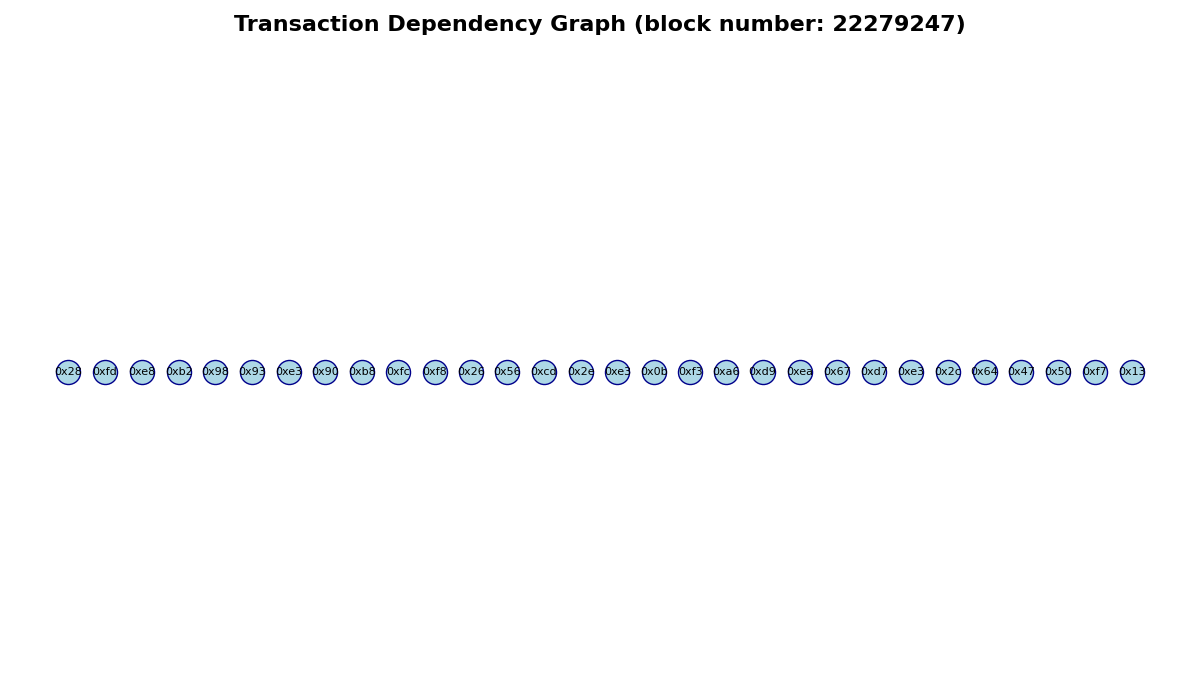 Transaction Dependency Graph (block number: 22279247)
0x28 0xfd 0xe8 0xb2 0x98 0x93 0xe3 0x90 0xb8 0xfc 0xf8 0x26 0x56 0xcd 0x2e 0xe3 0x0b 0xf3 0xa6 0xd9 0xea 0x67 0xd7 0xe3 0x2c 0x64 0x47 0x50 0xf7 0x13